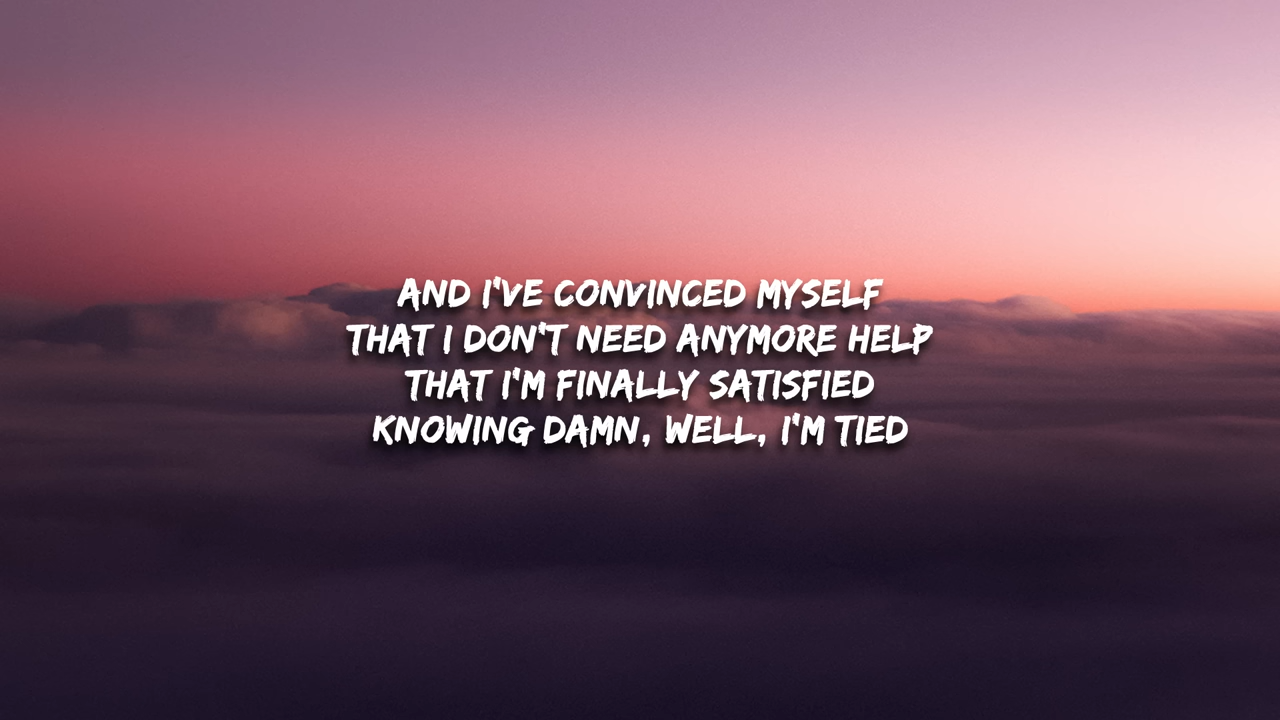 AND I'VE CONVINCED MYSELF
THAT I DON'T NEED ANYMORE HELP
THAT I'M FINALLY SATISFIED
KNOWING DAMN, WELL, I'M TIED